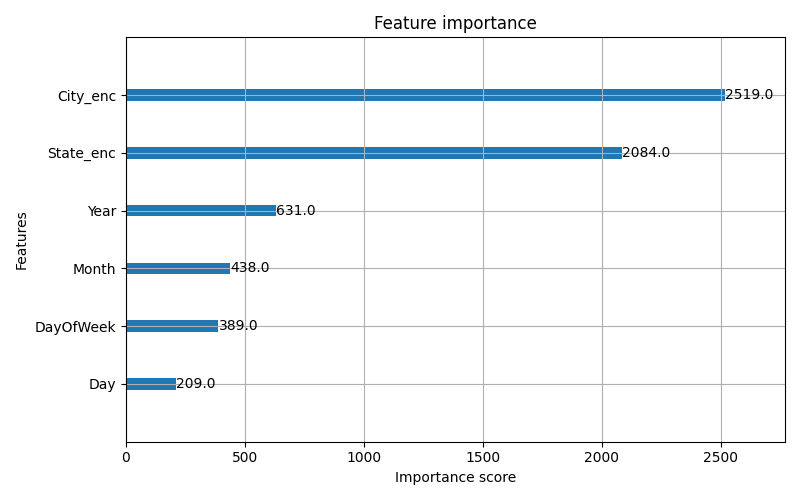 Feature importance
City_enc 2519.0
State_enc 2084.0
Year 631.0
Month 438.0
DayOfWeek 389.0
Day 209.0
Features
0 500 1000 1500 2000 2500
Importance score